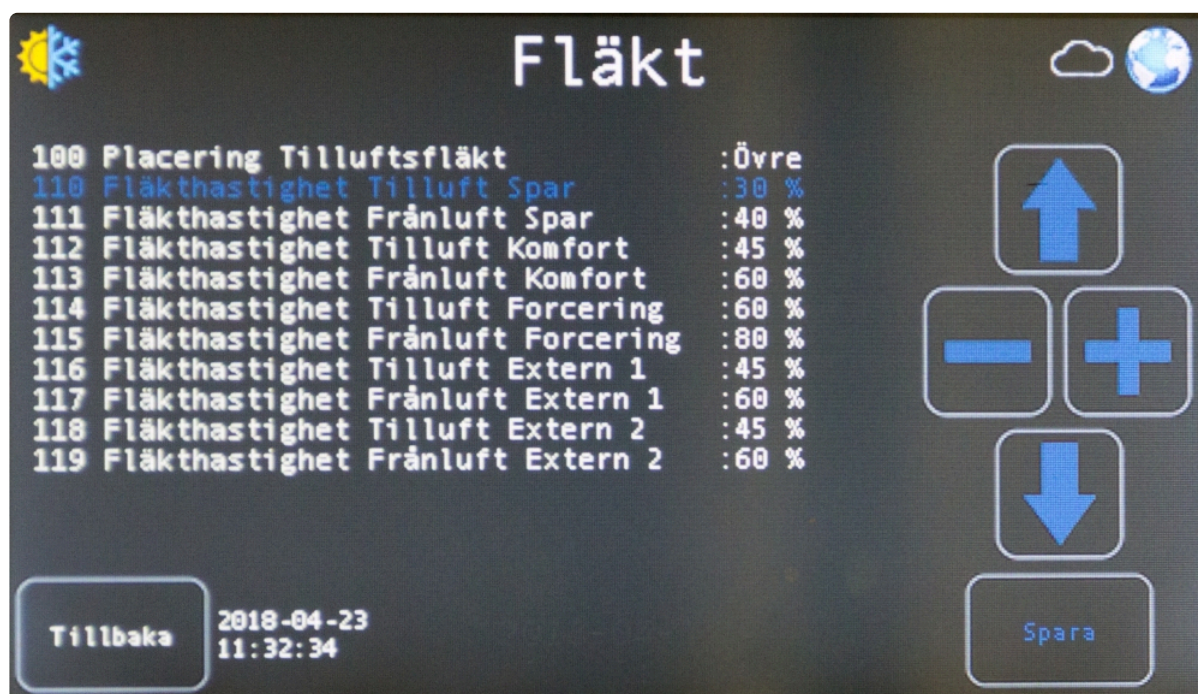 Fläkt
100 Placering Tilluftsfläkt :Övre
110 Fläkthastighet Tilluft Spar :30 %
111 Fläkthastighet Frånluft Spar :40 %
112 Fläkthastighet Tilluft Komfort :45 %
113 Fläkthastighet Frånluft Komfort :60 %
114 Fläkthastighet Tilluft Forcering :60 %
115 Fläkthastighet Frånluft Forcering :80 %
116 Fläkthastighet Tilluft Extern 1 :45 %
117 Fläkthastighet Frånluft Extern 1 :60 %
118 Fläkthastighet Tilluft Extern 2 :45 %
119 Fläkthastighet Frånluft Extern 2 :60 %
Tillbaka
2018-04-23
11:32:34
Spara